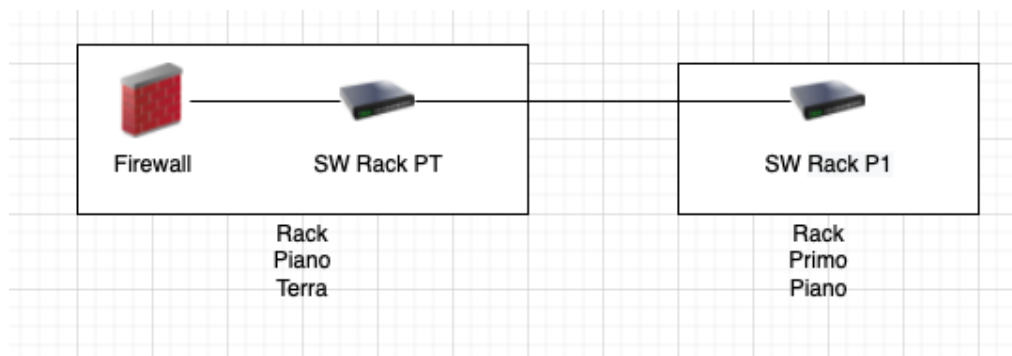 Firewall
SW Rack PT
SW Rack P1
Rack
Piano
Terra
Rack
Primo
Piano